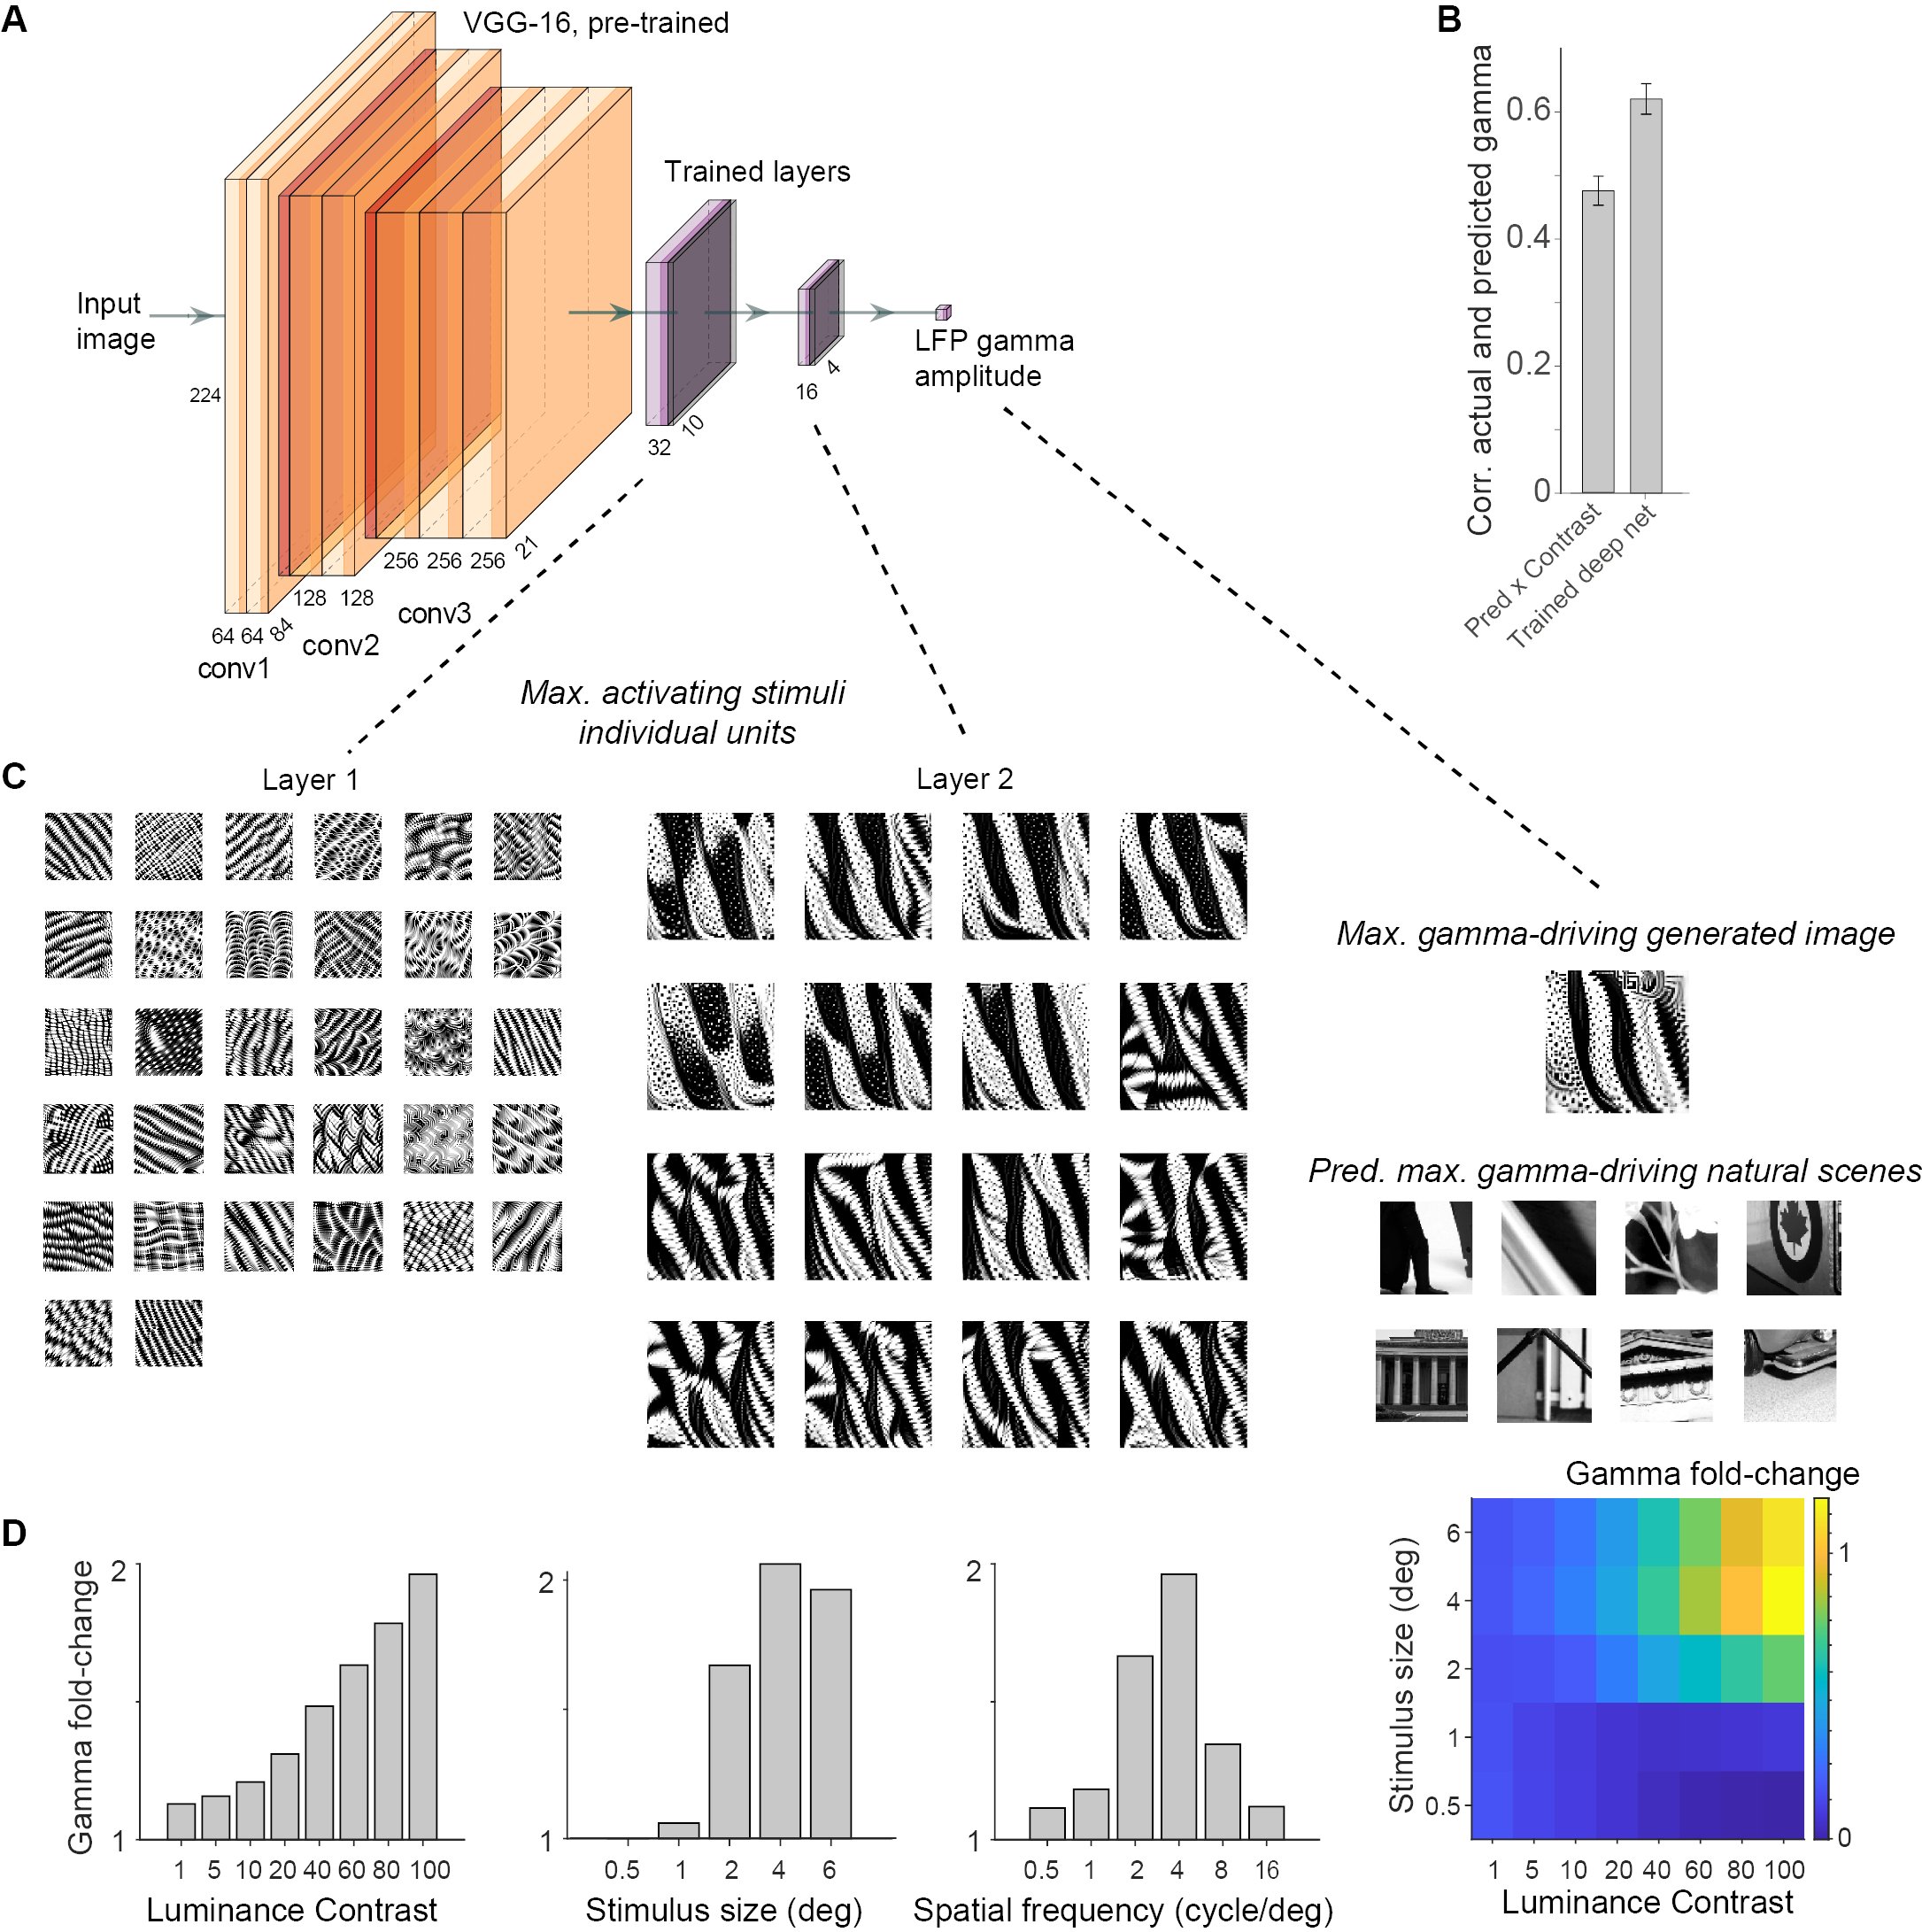 A
VGG-16, pre-trained
Trained layers
Input
image
LFP gamma
amplitude
224
64 64 84
conv1
128 128
conv2
256 256 256 21
conv3
32 10
16 4
B
Corr. actual and predicted gamma
0.6
0.4
0.2
0
Pred x Contrast
Trained deep net
Max. activating stimuli
individual units
C
Layer 1
Layer 2
Max. gamma-driving generated image
Pred. max. gamma-driving natural scenes
D
Gamma fold-change
2
1
1 5 10 20 40 60 80 100
Luminance Contrast
2
1
0.5 1 2 4 6
Stimulus size (deg)
2
1
0.5 1 2 4 8 16
Spatial frequency (cycle/deg)
Gamma fold-change
Stimulus size (deg)
6
4
2
1
0.5
1
0
1 5 10 20 40 60 80 100
Luminance Contrast